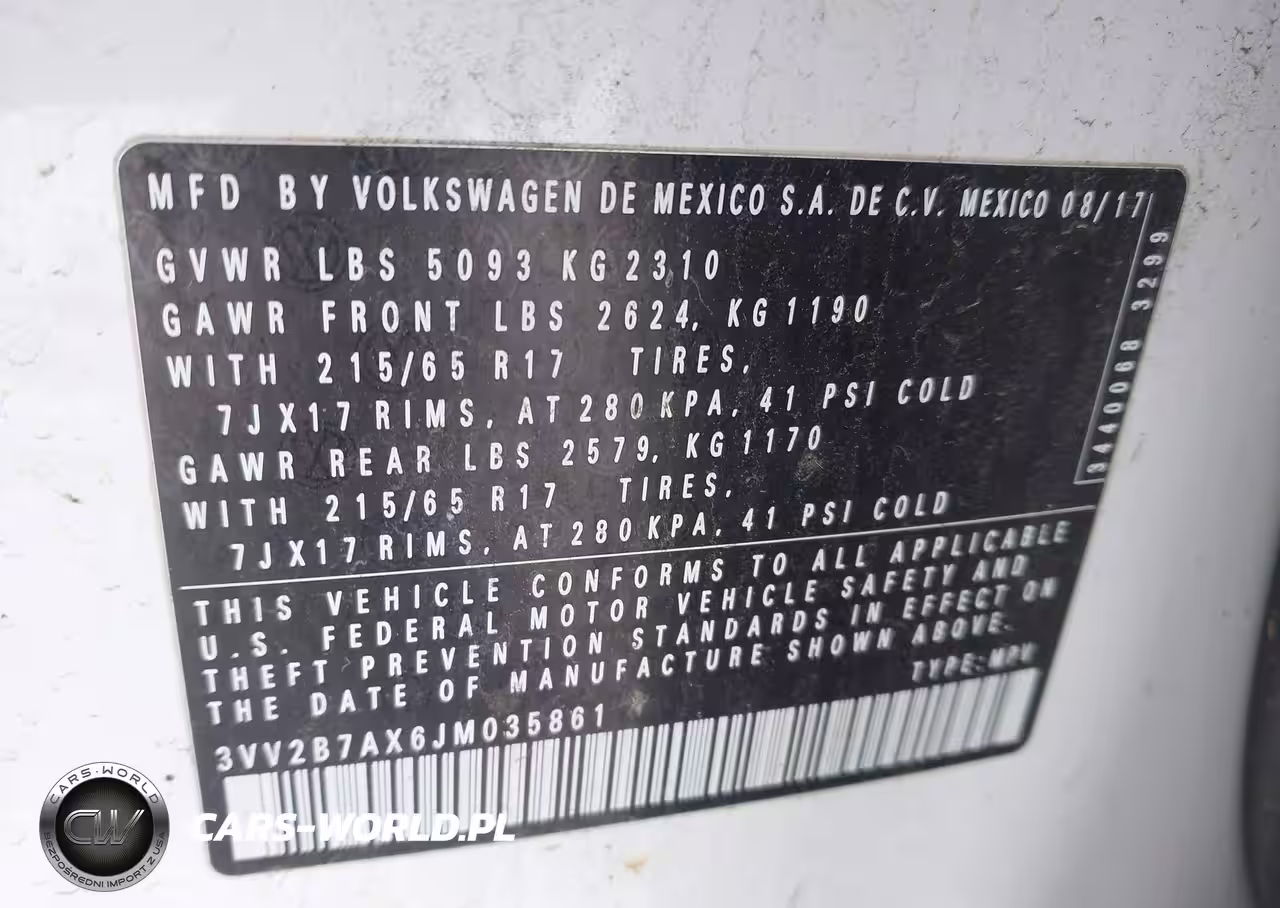 MFD BY VOLKSWAGEN DE MEXICO S.A. DE C.V. MEXICO 08/17
GVWR LBS 5093 KG 2310
GAWR FRONT LBS 2624, KG 1190
WITH 215/65 R17 TIRES,
7JX17 RIMS, AT 280 KPA, 41 PSI COLD
GAWR REAR LBS 2579, KG 1170
WITH 215/65 R17 TIRES,
7JX17 RIMS, AT 280 KPA, 41 PSI COLD
3440068 3299
THIS VEHICLE CONFORMS TO ALL APPLICABLE
U.S. FEDERAL MOTOR VEHICLE SAFETY AND
THEFT PREVENTION STANDARDS IN EFFECT ON
THE DATE OF MANUFACTURE SHOWN ABOVE.
TYPE: MPV
3VV2B7AX6JM035861
CARS-WORLD
CW
BEZPOŚREDNI IMPORT Z USA
CARS-WORLD.PL